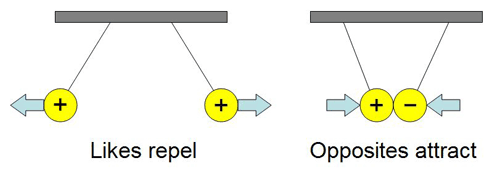 + + + −
Likes repel Opposites attract